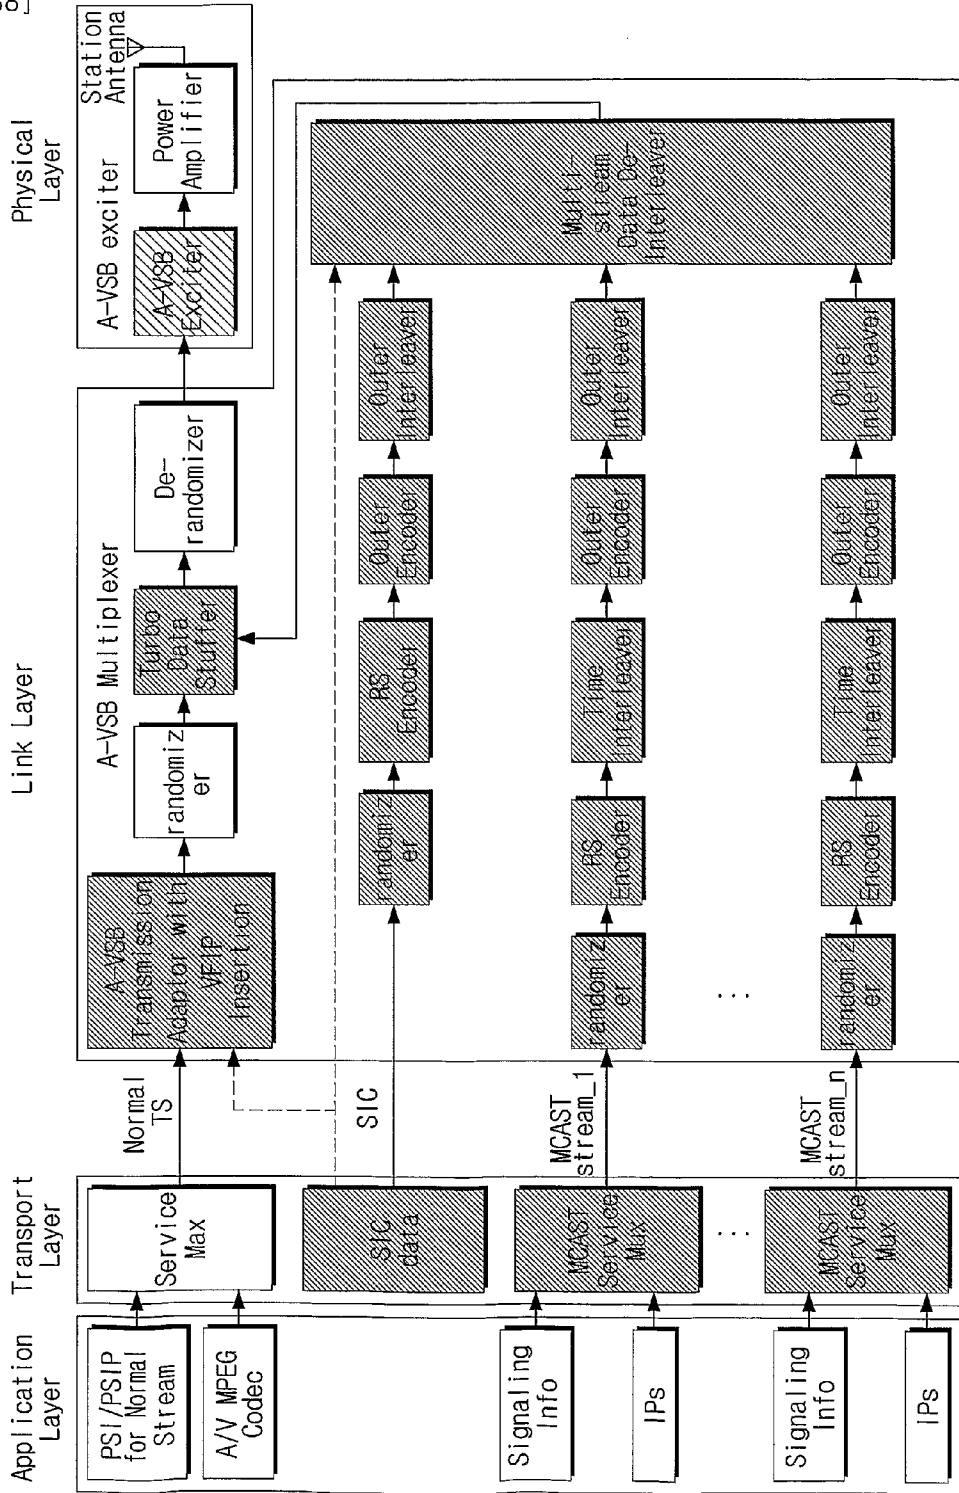 Application
Layer
Transport
Layer
Link Layer
Physical
Layer
PSI/PSIP
for Normal
Stream
A/V MPEG
Codec
Signaling
Info
IPs
Signaling
Info
IPs
Service
Max
SIC
data
MCAST
Service
Mux
...
MCAST
Service
Mux
Normal
TS
SIC
MCAST
stream_1
MCAST
stream_n
A-VSB Multiplexer
A-VSB
Transmission
Adaptor with
VFIP
Insertion
randomiz
er
Turbo
Data
Stuffer
De-
randomizer
randomiz
er
RS
Encoder
Outer
Encoder
Outer
Interleaver
randomiz
er
RS
Encoder
Time
Interleaver
Outer
Encoder
Outer
Interleaver
...
randomiz
er
RS
Encoder
Time
Interleaver
Outer
Encoder
Outer
Interleaver
Multi-
stream
Data De-
Interleaver
A-VSB exciter
A-VSB
Exciter
Power
Amplifier
Station
Antenna